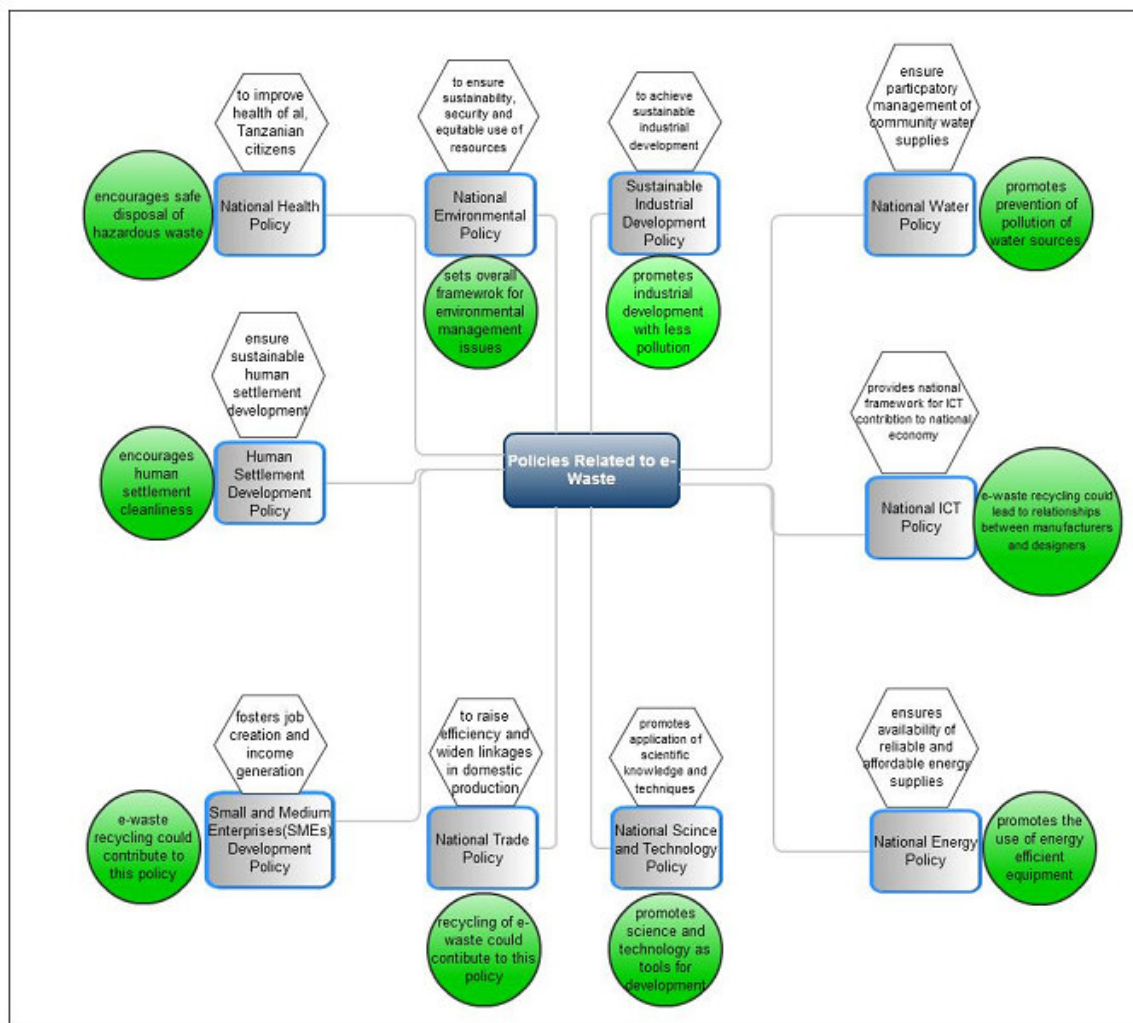 to improve
health of al,
Tanzanian
citizens
encourages safe
disposal of
hazardous waste
National Health
Policy
to ensure
sustainability,
security and
equitable use of
resources
National
Environmental
Policy
sets overall
framewrok for
environmental
management
issues
to achieve
sustainable
industrial
development
Sustainable
Industrial
Development
Policy
promotes
industrial
development
with less
pollution
ensure
particpatory
management of
community water
supplies
National Water
Policy
promotes
prevention of
pollution of
water sources
ensure
sustainable
human
settlement
development
encourages
human
settlement
cleanliness
Human
Settlement
Development
Policy
Policies Related to e-
Waste
provides national
framework for ICT
contribtion to national
economy
National ICT
Policy
e-waste recycling could
lead to relationships
between manufacturers
and designers
fosters job
creation and
income
generation
e-waste
recycling could
contribute to
this policy
Small and Medium
Enterprises(SMEs)
Development
Policy
to raise
efficiency and
widen linkages
in domestic
production
National Trade
Policy
recycling of e-
waste could
contibute to this
policy
promotes
application of
scientific
knowledge and
techniques
National Scince
and Technology
Policy
promotes
science and
technology as
tools for
development
ensures
availability of
reliable and
affordable energy
supplies
National Energy
Policy
promotes the
use of energy
efficient
equipment